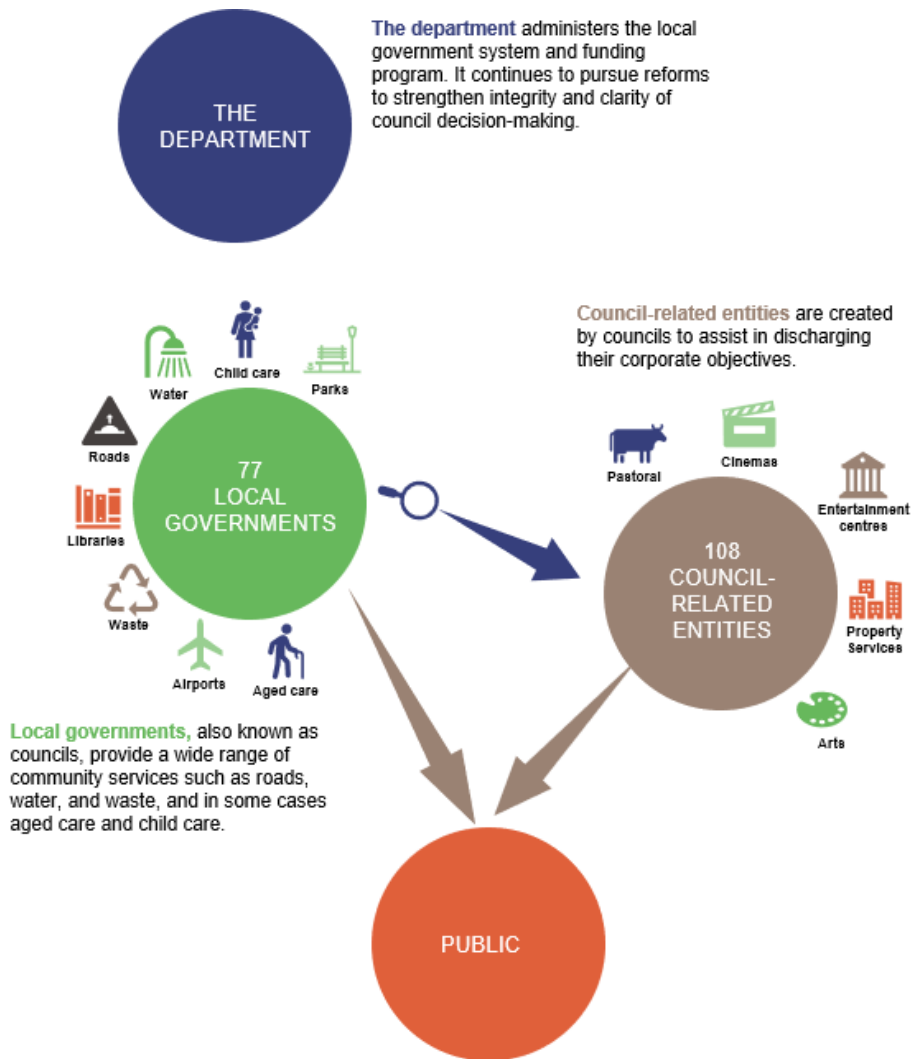 THE
DEPARTMENT
The department administers the local
government system and funding
program. It continues to pursue reforms
to strengthen integrity and clarity of
council decision-making.
Council-related entities are created
by councils to assist in discharging
their corporate objectives.
Child care
Parks
Water
Roads
Libraries
Waste
Airports
Aged care
77
LOCAL
GOVERNMENTS
Pastoral
Cinemas
Entertainment
centres
Property
Services
Arts
108
COUNCIL-
RELATED
ENTITIES
Local governments, also known as
councils, provide a wide range of
community services such as roads,
water, and waste, and in some cases
aged care and child care.
PUBLIC